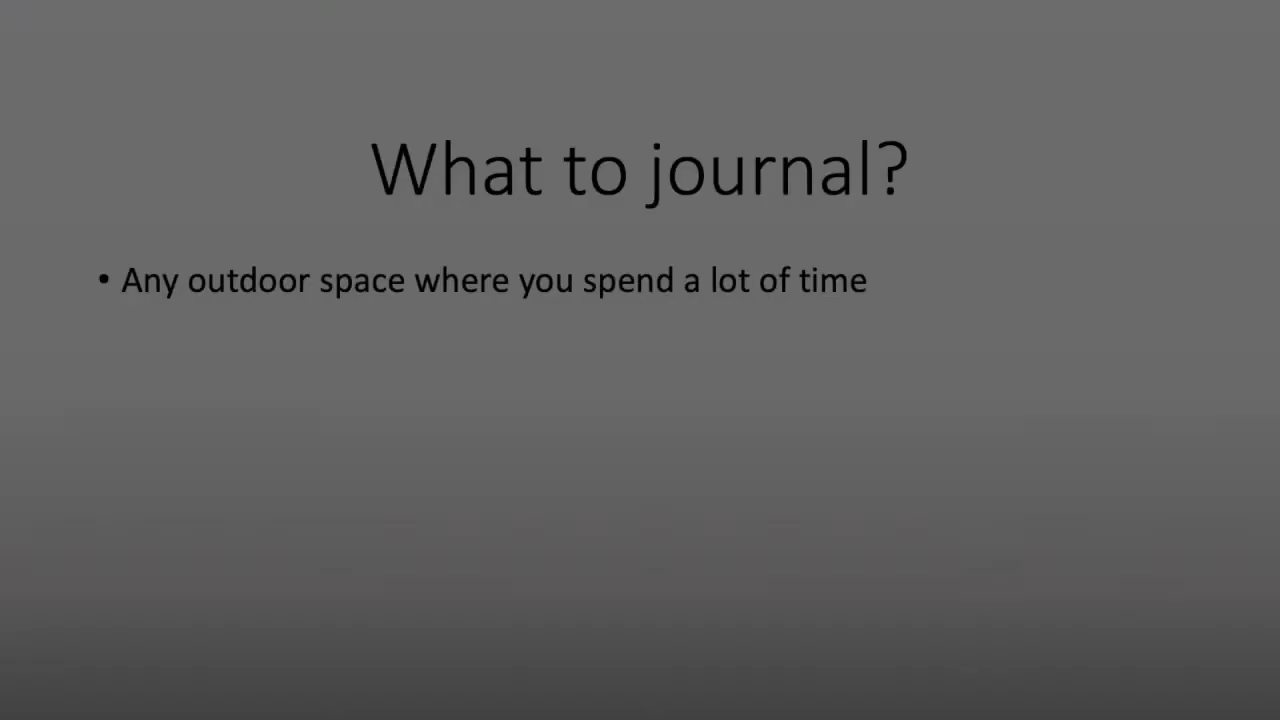 What to journal?
• Any outdoor space where you spend a lot of time